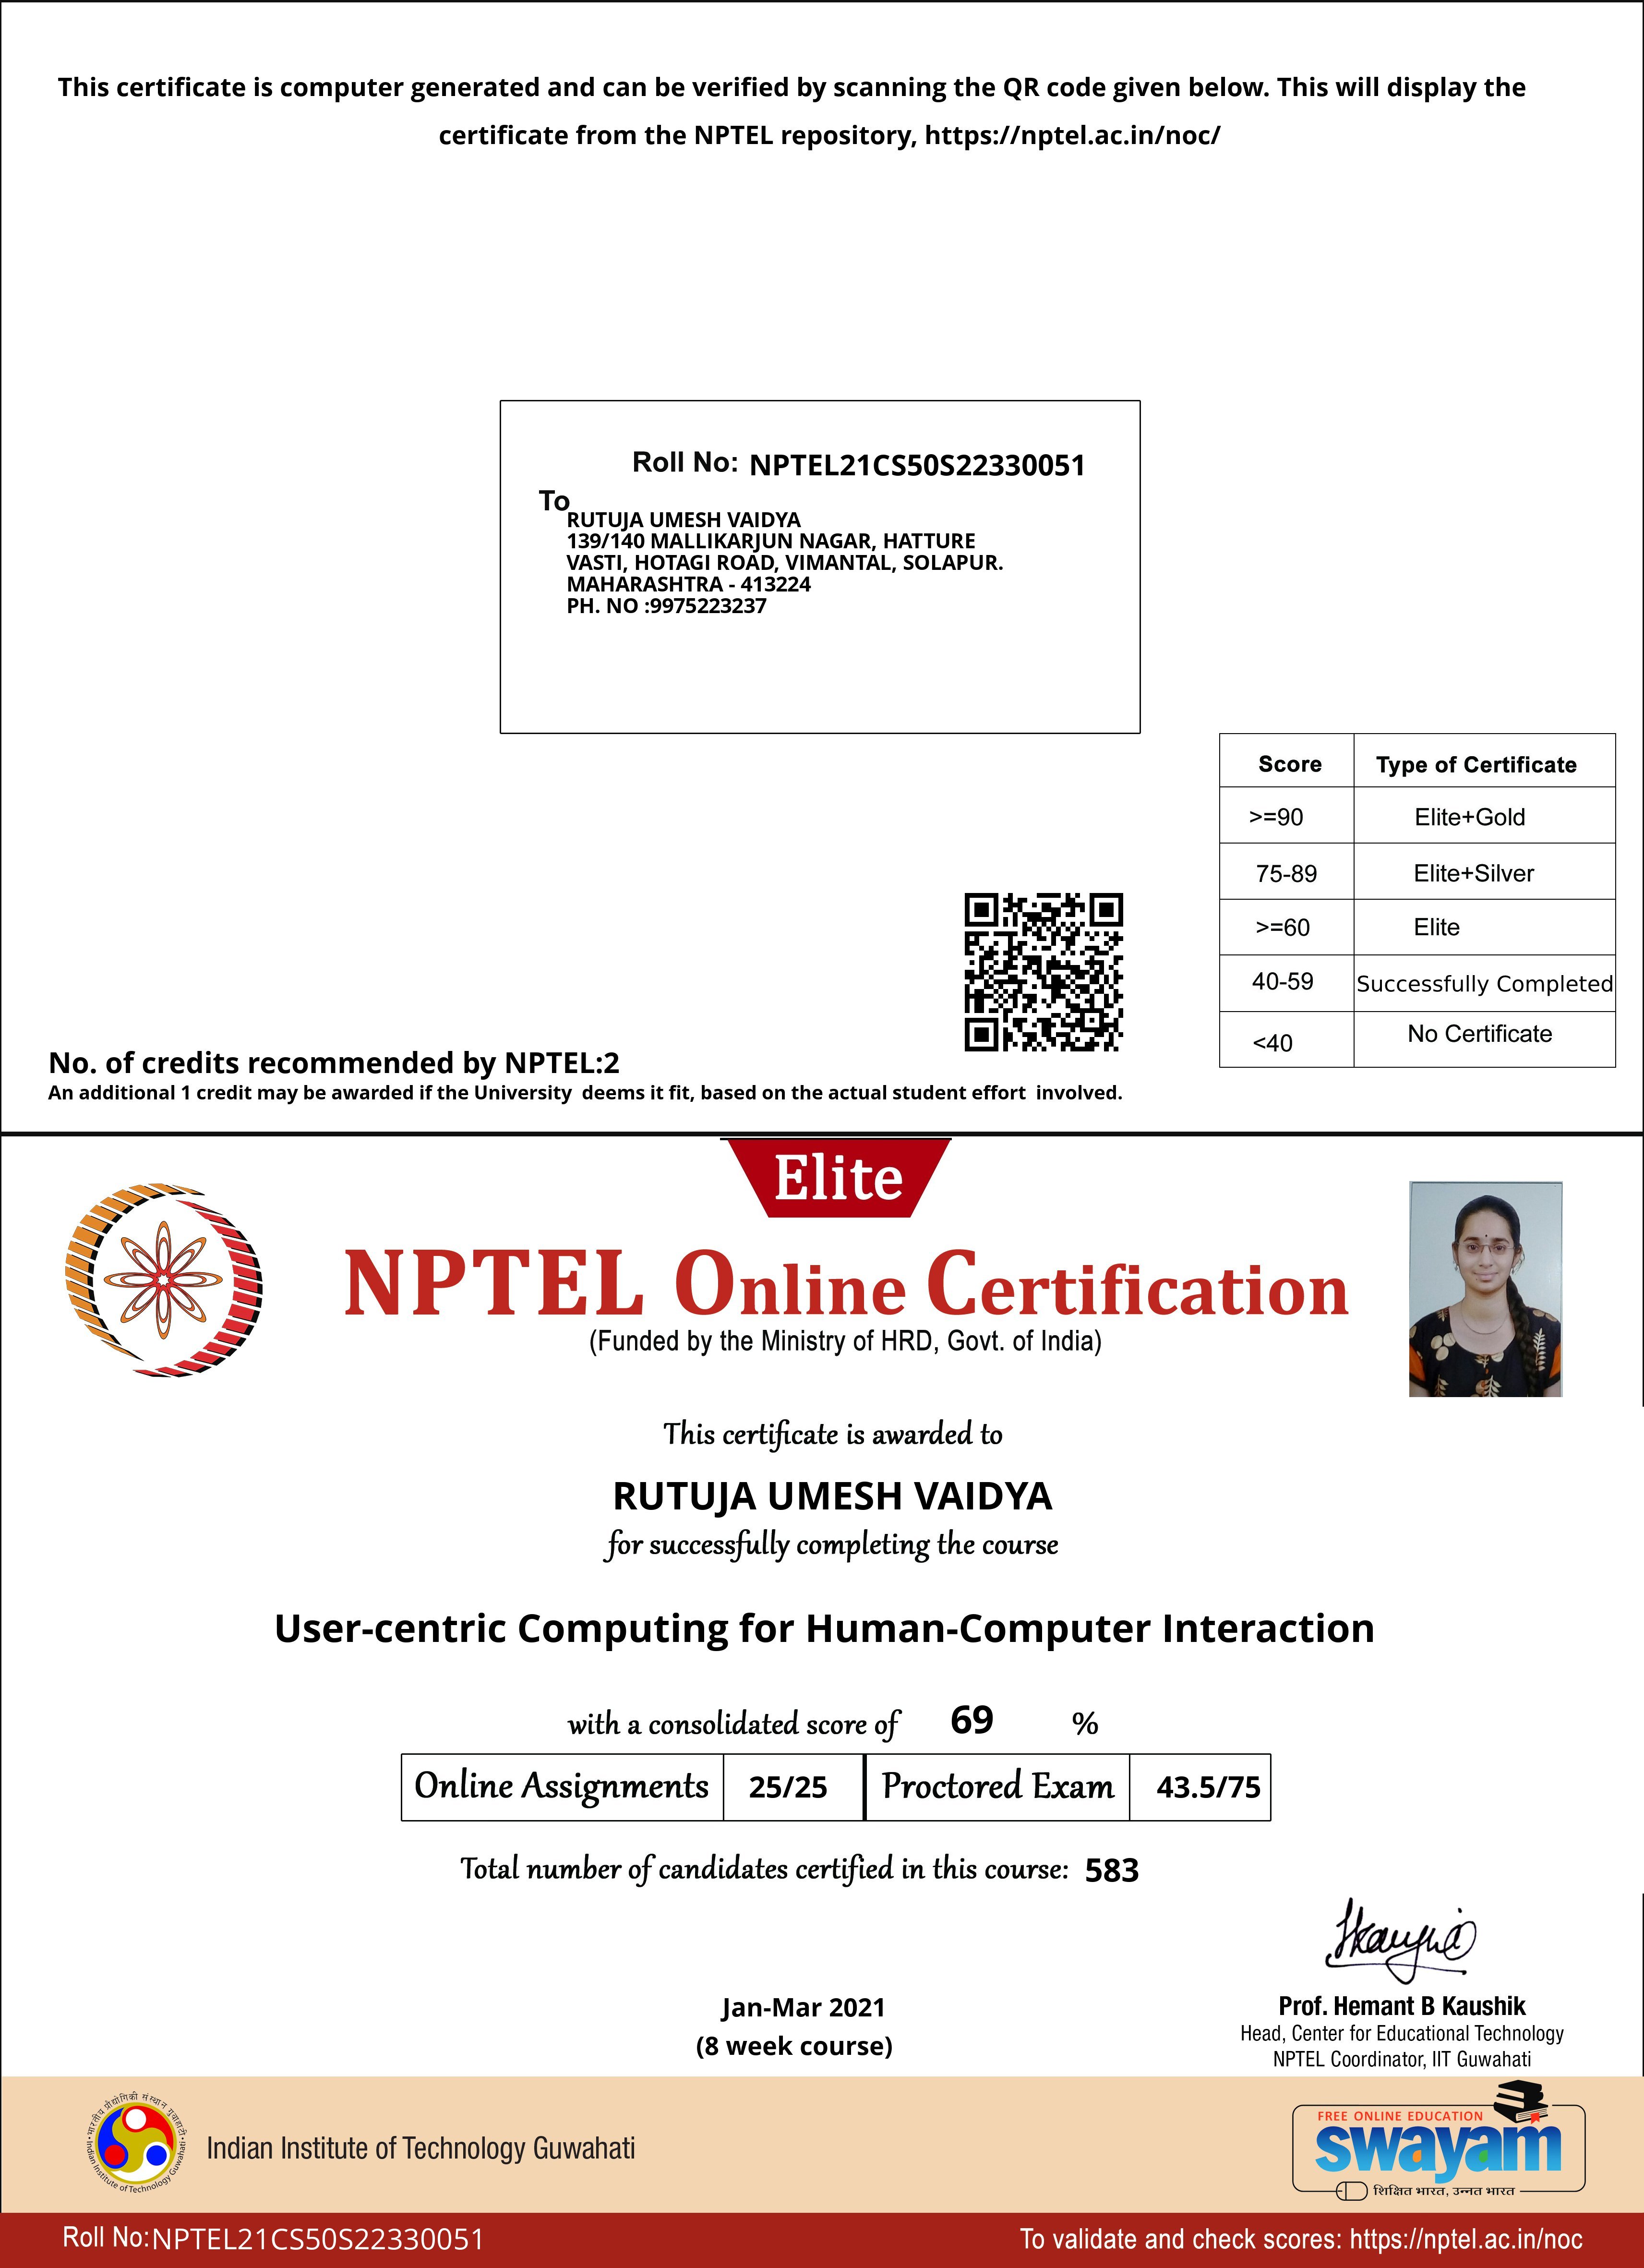 This certificate is computer generated and can be verified by scanning the QR code given below. This will display the
certificate from the NPTEL repository, https://nptel.ac.in/noc/
Roll No: NPTEL21CS50S22330051
To
RUTUJA UMESH VAIDYA
139/140 MALLIKARJUN NAGAR, HATTURE
VASTI, HOTAGI ROAD, VIMANTAL, SOLAPUR.
MAHARASHTRA - 413224
PH. NO :9975223237
Score Type of Certificate
>=90 Elite+Gold
75-89 Elite+Silver
>=60 Elite
40-59 Successfully Completed
<40 No Certificate
No. of credits recommended by NPTEL:2
An additional 1 credit may be awarded if the University deems it fit, based on the actual student effort involved.
Elite
NPTEL Online Certification
(Funded by the Ministry of HRD, Govt. of India)
This certificate is awarded to
RUTUJA UMESH VAIDYA
for successfully completing the course
User-centric Computing for Human-Computer Interaction
with a consolidated score of 69 %
Online Assignments 25/25 Proctored Exam 43.5/75
Total number of candidates certified in this course: 583
Jan-Mar 2021
(8 week course)
Prof. Hemant B Kaushik
Head, Center for Educational Technology
NPTEL Coordinator, IIT Guwahati
भारतीय प्रौद्योगिकी संस्थान गुवाहाटी
Indian Institute of Technology Guwahati
Indian Institute of Technology Guwahati
FREE ONLINE EDUCATION
swayam
शिक्षित भारत, उन्नत भारत
Roll No:NPTEL21CS50S22330051
To validate and check scores: https://nptel.ac.in/noc